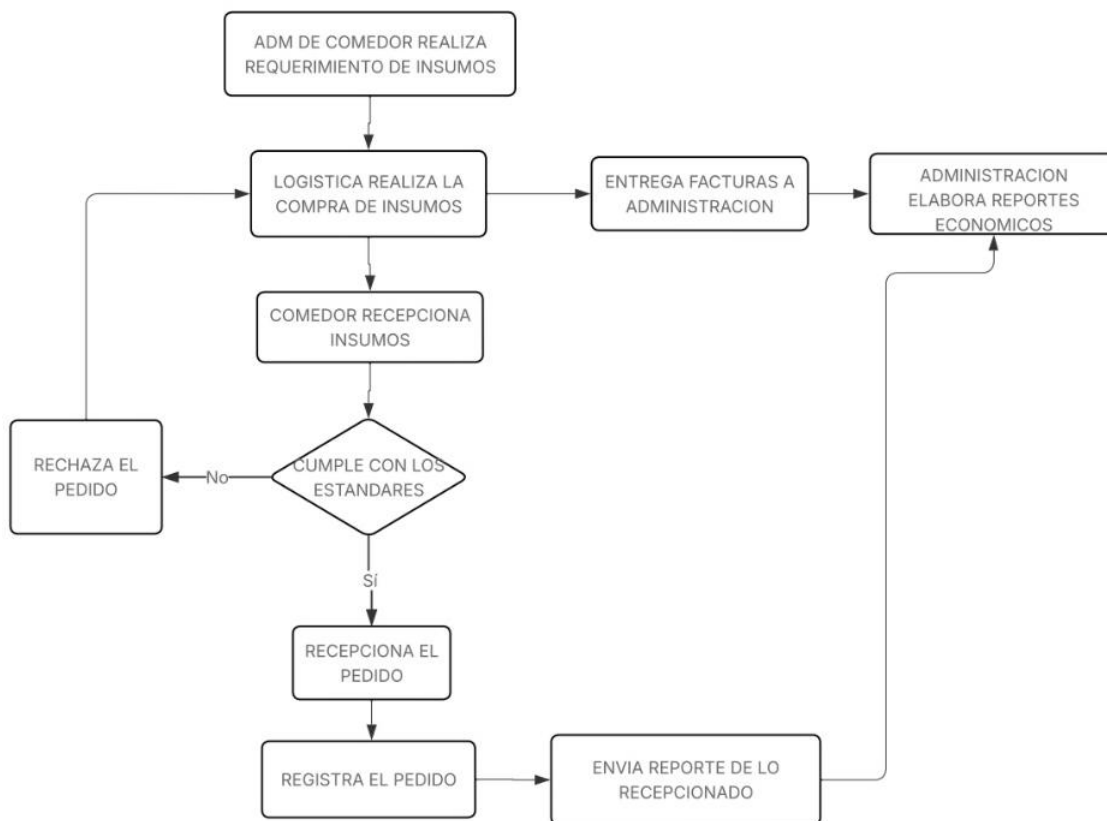 ADM DE COMEDOR REALIZA
REQUERIMIENTO DE INSUMOS
LOGISTICA REALIZA LA
COMPRA DE INSUMOS
ENTREGA FACTURAS A
ADMINISTRACION
ADMINISTRACION
ELABORA REPORTES
ECONOMICOS
COMEDOR RECEPCIONA
INSUMOS
CUMPLE CON LOS
ESTANDARES
No
RECHAZA EL
PEDIDO
Sí
RECEPCIONA EL
PEDIDO
REGISTRA EL PEDIDO
ENVIA REPORTE DE LO
RECEPCIONADO